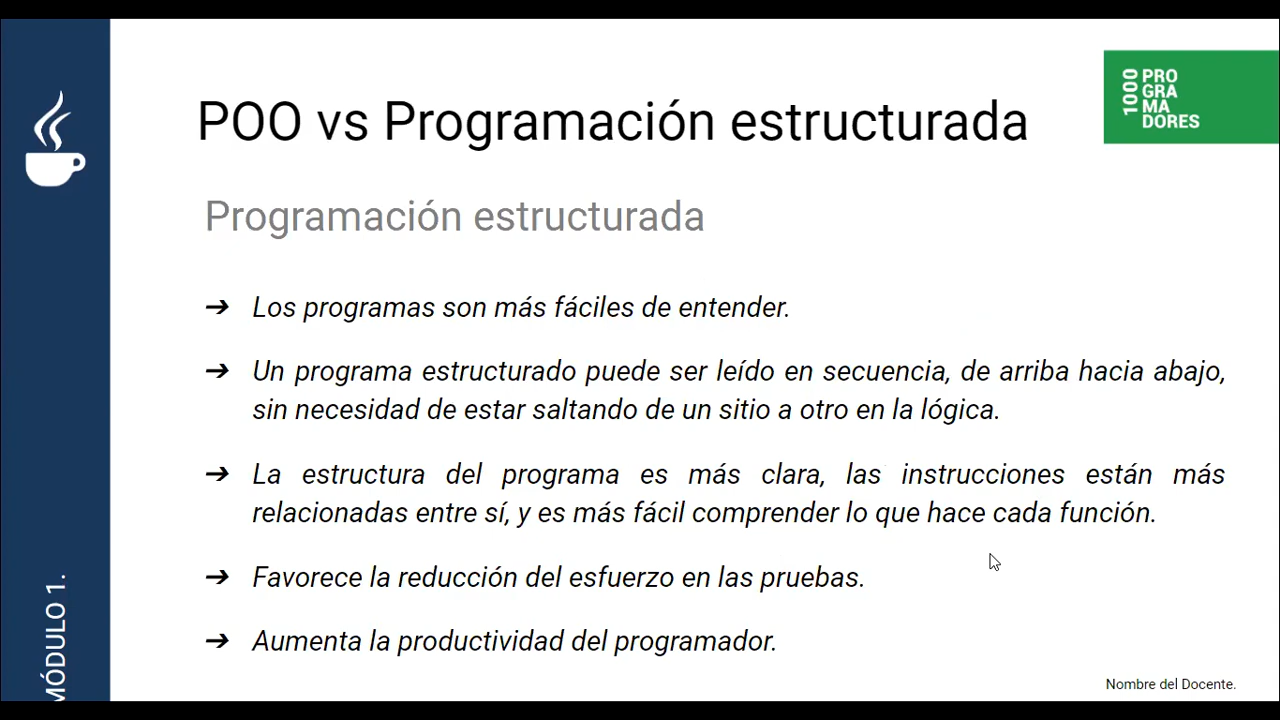 POO vs Programación estructurada
1000
PRO
GRA
MA
DORES
Programación estructurada
➔ Los programas son más fáciles de entender.
➔ Un programa estructurado puede ser leído en secuencia, de arriba hacia abajo,
sin necesidad de estar saltando de un sitio a otro en la lógica.
➔ La estructura del programa es más clara, las instrucciones están más
relacionadas entre sí, y es más fácil comprender lo que hace cada función.
➔ Favorece la reducción del esfuerzo en las pruebas.
➔ Aumenta la productividad del programador.
MÓDULO 1.
Nombre del Docente.